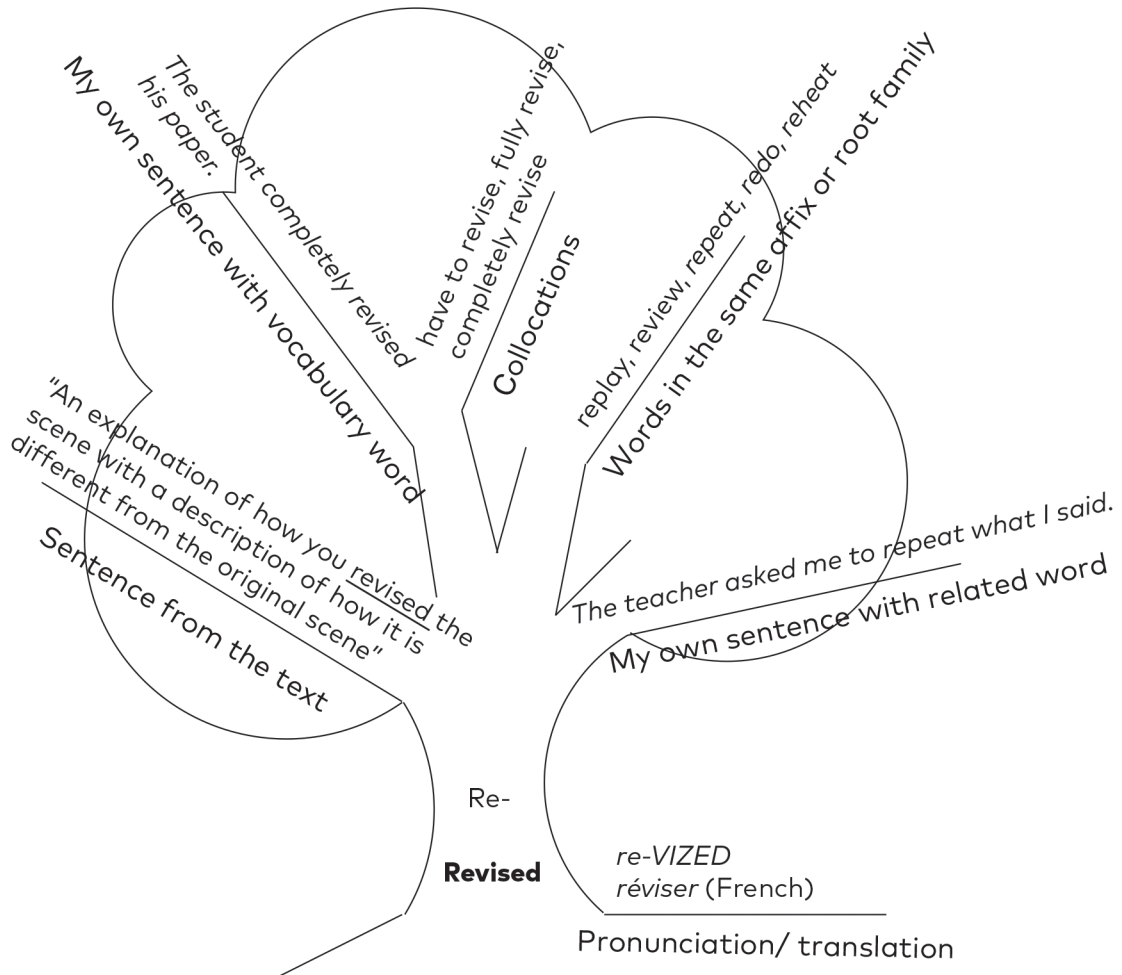 The student completely revised
his paper.
My own sentence with vocabulary word
have to revise, fully revise,
completely revise
Collocations
replay, review, repeat, redo, reheat
Words in the same affix or root family
"An explanation of how you revised the
scene with a description of how it is
different from the original scene"
Sentence from the text
The teacher asked me to repeat what I said.
My own sentence with related word
Re-
Revised
re-VIZED
réviser (French)
Pronunciation/ translation